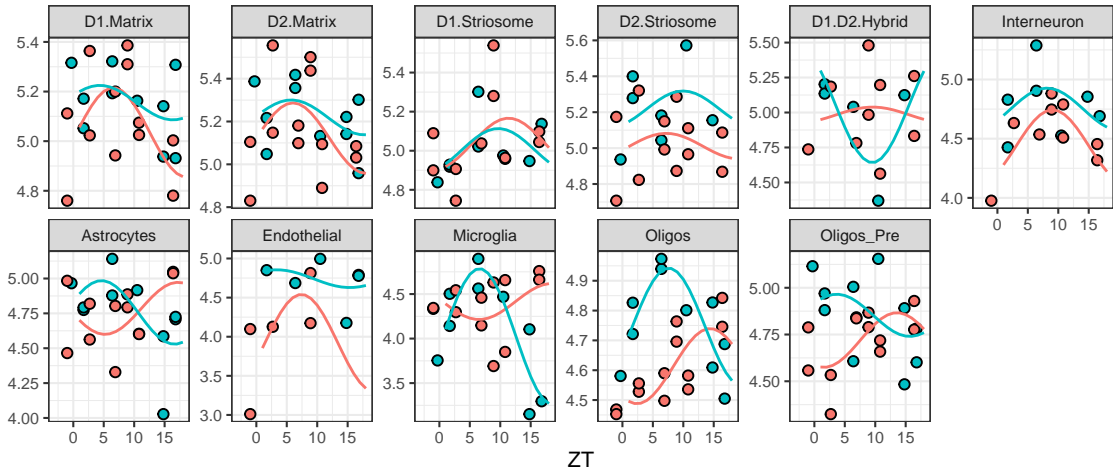 D1.Matrix D2.Matrix D1.Striosome D2.Striosome D1.D2.Hybrid Interneuron
5.4 5.2 5.0 4.8
5.4 5.2 5.0 4.8
5.4 5.2 5.0 4.8
5.6 5.4 5.2 5.0 4.8
5.50 5.25 5.00 4.75 4.50
5.0 4.5 4.0
0 5 10 15
Astrocytes Endothelial Microglia Oligos Oligos_Pre
5.00 4.75 4.50 4.25 4.00
5.0 4.5 4.0 3.5 3.0
4.5 4.0 3.5
4.9 4.8 4.7 4.6 4.5
5.00 4.75 4.50
0 5 10 15 0 5 10 15 0 5 10 15 0 5 10 15 0 5 10 15
ZT